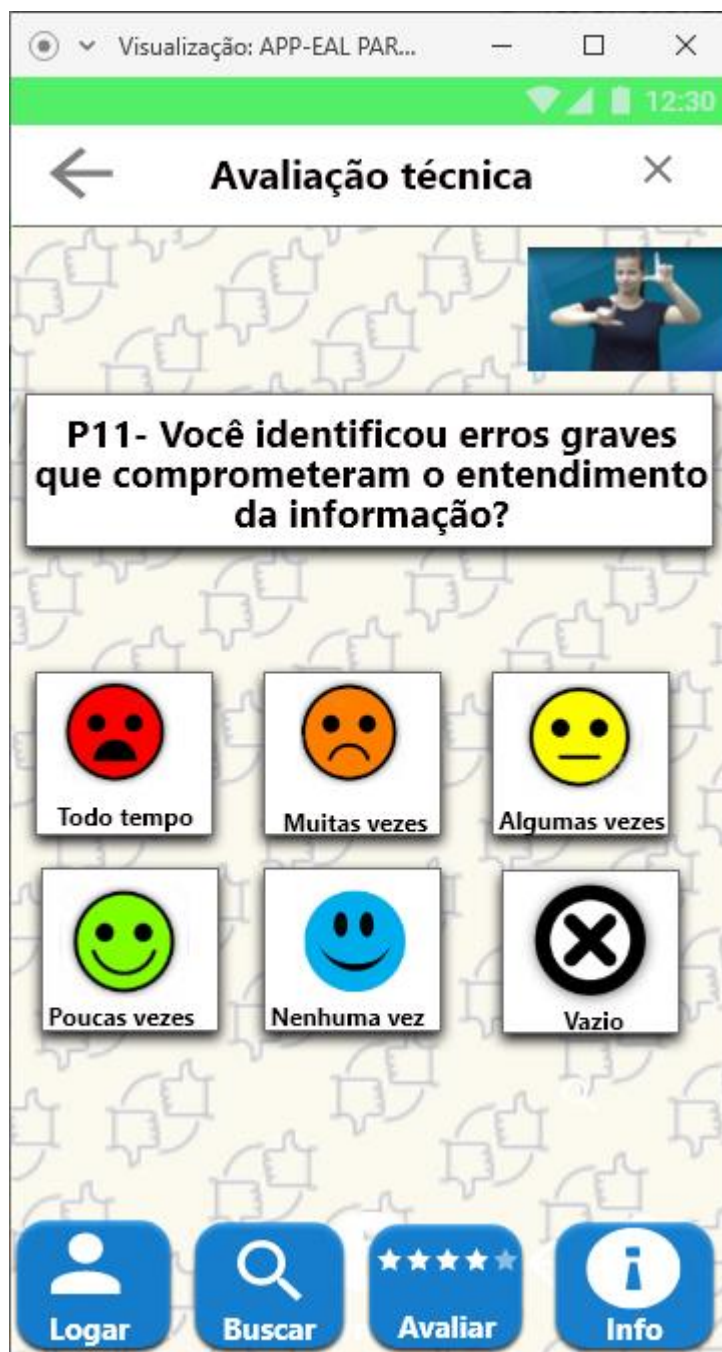 Visualização: APP-EAL PAR...
12:30
Avaliação técnica
P11- Você identificou erros graves
que comprometeram o entendimento
da informação?
Todo tempo
Muitas vezes
Algumas vezes
Poucas vezes
Nenhuma vez
Vazio
Logar
Buscar
Avaliar
Info